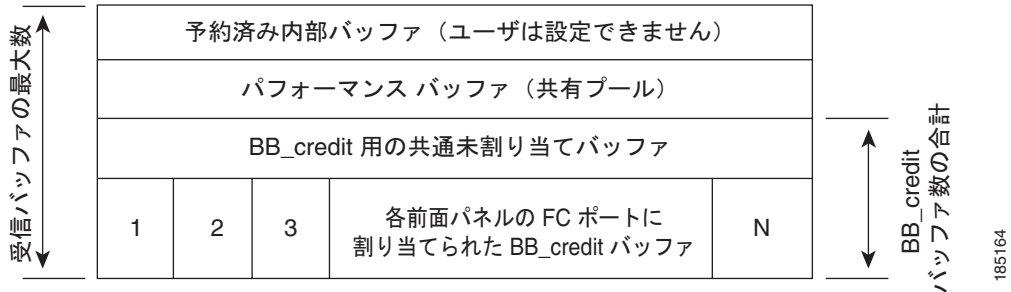 受信バッファの最大数
予約済み内部バッファ（ユーザは設定できません）
パフォーマンス バッファ（共有プール）
BB_credit 用の共通未割り当てバッファ
1
2
3
各前面パネルの FC ポートに
割り当てられた BB_credit バッファ
N
BB_credit
バッファ数の合計
185164